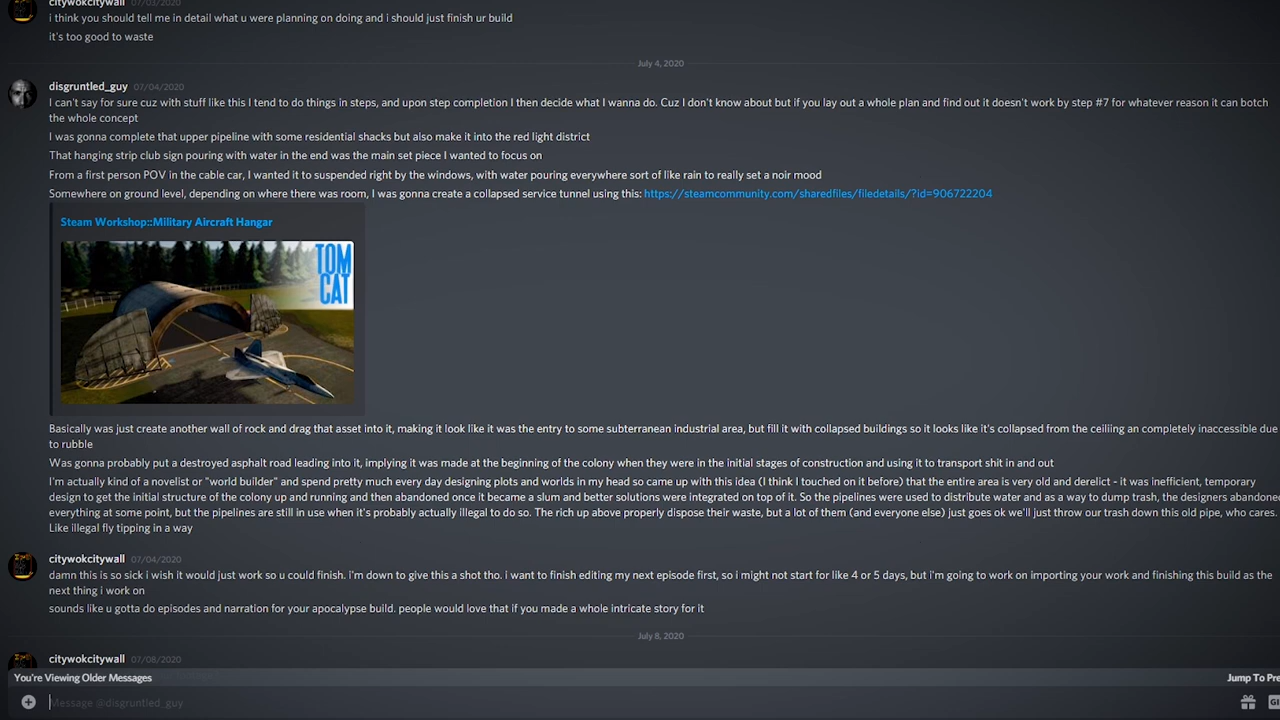 citywokcitywall 07/03/2020
i think you should tell me in detail what u were planning on doing and i should just finish ur build
it's too good to waste
July 4, 2020
disgruntled_guy 07/04/2020
I can't say for sure cuz with stuff like this I tend to do things in steps, and upon step completion I then decide what I wanna do. Cuz I don't know about but if you lay out a whole plan and find out it doesn't work by step #7 for whatever reason it can botch
the whole concept
I was gonna complete that upper pipeline with some residential shacks but also make it into the red light district
That hanging strip club sign pouring with water in the end was the main set piece I wanted to focus on
From a first person POV in the cable car, I wanted it to suspended right by the windows, with water pouring everywhere sort of like rain to really set a noir mood
Somewhere on ground level, depending on where there was room, I was gonna create a collapsed service tunnel using this: https://steamcommunity.com/sharedfiles/filedetails/?id=906722204
Steam Workshop::Military Aircraft Hangar
TOM
CAT
Basically was just create another wall of rock and drag that asset into it, making it look like it was the entry to some subterranean industrial area, but fill it with collapsed buildings so it looks like it's collapsed from the ceiliing an completely inaccessible due
to rubble
Was gonna probably put a destroyed asphalt road leading into it, implying it was made at the beginning of the colony when they were in the initial stages of construction and using it to transport shit in and out
I'm actually kind of a novelist or "world builder" and spend pretty much every day designing plots and worlds in my head so came up with this idea (I think I touched on it before) that the entire area is very old and derelict - it was inefficient, temporary
design to get the initial structure of the colony up and running and then abandoned once it became a slum and better solutions were integrated on top of it. So the pipelines were used to distribute water and as a way to dump trash, the designers abandoned
everything at some point, but the pipelines are still in use when it's probably actually illegal to do so. The rich up above properly dispose their waste, but a lot of them (and everyone else) just goes ok we'll just throw our trash down this old pipe, who cares.
Like illegal fly tipping in a way
citywokcitywall 07/04/2020
damn this is so sick i wish it would just work so u could finish. i'm down to give this a shot tho. i want to finish editing my next episode first, so i might not start for like 4 or 5 days, but i'm going to work on importing your work and finishing this build as the
next thing i work on
sounds like u gotta do episodes and narration for your apocalypse build. people would love that if you made a whole intricate story for it
July 8, 2020
citywokcitywall 07/08/2020
You're Viewing Older Messages
Jump To Pre
Message @disgruntled_guy
GI